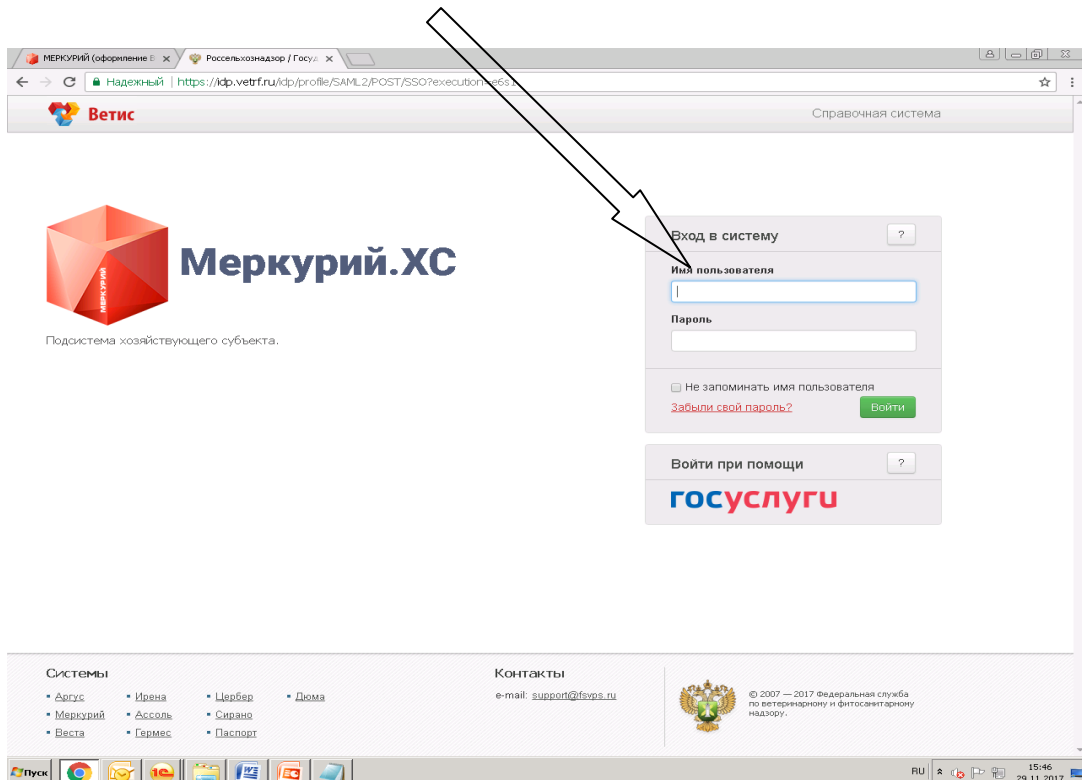 МЕРКУРИЙ (оформление В
Россельхознадзор / Госуд
Надежный | https://idp.vetrf.ru/idp/profile/SAML2/POST/SSO?execution=e6s1
Ветис
Справочная система
МЕРКУРИЙ
Меркурий.ХС
Подсистема хозяйствующего субъекта.
Вход в систему
?
Имя пользователя
Пароль
Не запоминать имя пользователя
Забыли свой пароль?
Войти
Войти при помощи
?
госуслуги
Системы
Аргус
Ирена
Цербер
Дюма
Меркурий
Ассоль
Сирано
Веста
Гермес
Паспорт
Контакты
e-mail: support@fsvps.ru
© 2007 — 2017 Федеральная служба
по ветеринарному и фитосанитарному
надзору.
Пуск
RU
15:46
29.11.2017